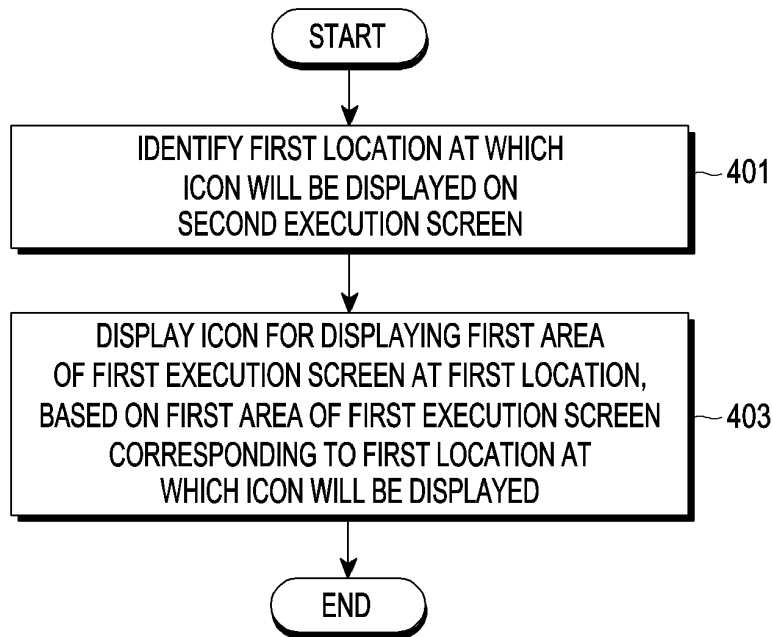 START
IDENTIFY FIRST LOCATION AT WHICH
ICON WILL BE DISPLAYED ON
SECOND EXECUTION SCREEN
401
DISPLAY ICON FOR DISPLAYING FIRST AREA
OF FIRST EXECUTION SCREEN AT FIRST LOCATION,
BASED ON FIRST AREA OF FIRST EXECUTION SCREEN
CORRESPONDING TO FIRST LOCATION AT
WHICH ICON WILL BE DISPLAYED
403
END